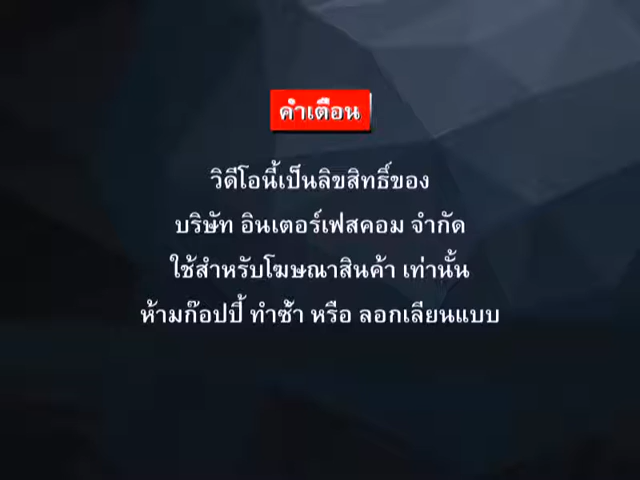 คำเตือน
วิดีโอนี้เป็นลิขสิทธิ์ของ
บริษัท อินเตอร์เฟสคอม จำกัด
ใช้สำหรับโฆษณาสินค้า เท่านั้น
ห้ามก๊อปปี้ ทำซ้ำ หรือ ลอกเลียนแบบ